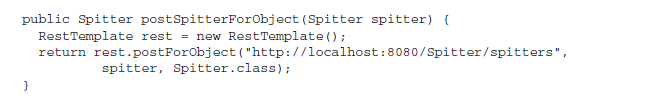 public Spitter postSpitterForObject(Spitter spitter) {
  RestTemplate rest = new RestTemplate();
  return rest.postForObject("http://localhost:8080/Spitter/spitters",
          spitter, Spitter.class);
}